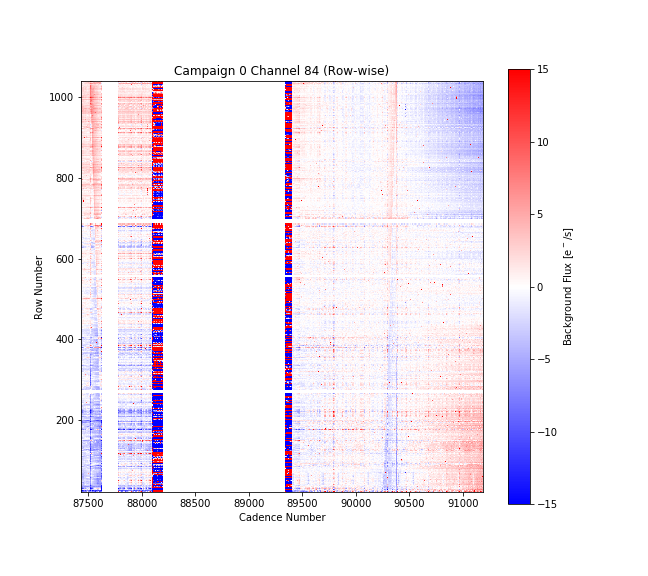 Campaign 0 Channel 84 (Row-wise)
1000
800
600
400
200
Row Number
87500 88000 88500 89000 89500 90000 90500 91000
Cadence Number
15
10
5
0
−5
−10
−15
Background Flux [e⁻/s]